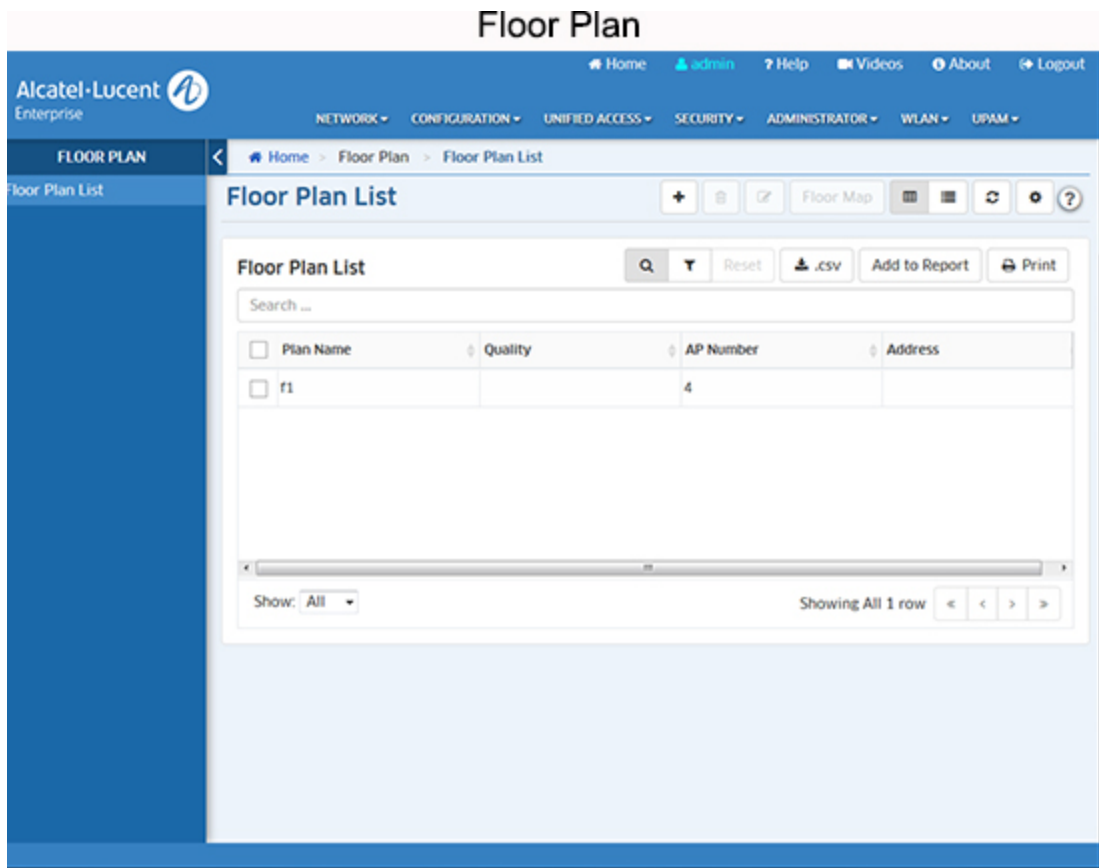 Floor Plan
Home admin ? Help Videos About Logout
Alcatel·Lucent
Enterprise
NETWORK CONFIGURATION UNIFIED ACCESS SECURITY ADMINISTRATOR WLAN UPAM
FLOOR PLAN
Home > Floor Plan > Floor Plan List
Floor Plan List
Floor Plan List
Floor Map ?
Floor Plan List
Reset .csv Add to Report Print
Search ...
Plan Name Quality AP Number Address
f1 4
Show: All
Showing All 1 row « < > »